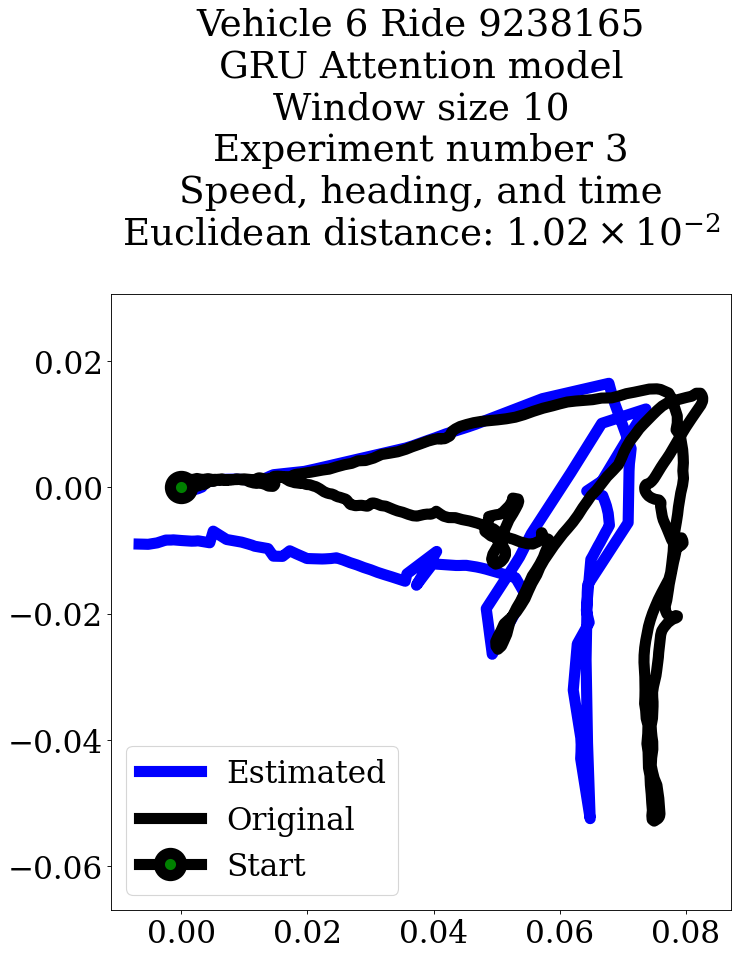 Vehicle 6 Ride 9238165
GRU Attention model
Window size 10
Experiment number 3
Speed, heading, and time
Euclidean distance: 1.02 × 10⁻²
0.02
0.00
−0.02
−0.04
−0.06
Estimated
Original
Start
0.00 0.02 0.04 0.06 0.08